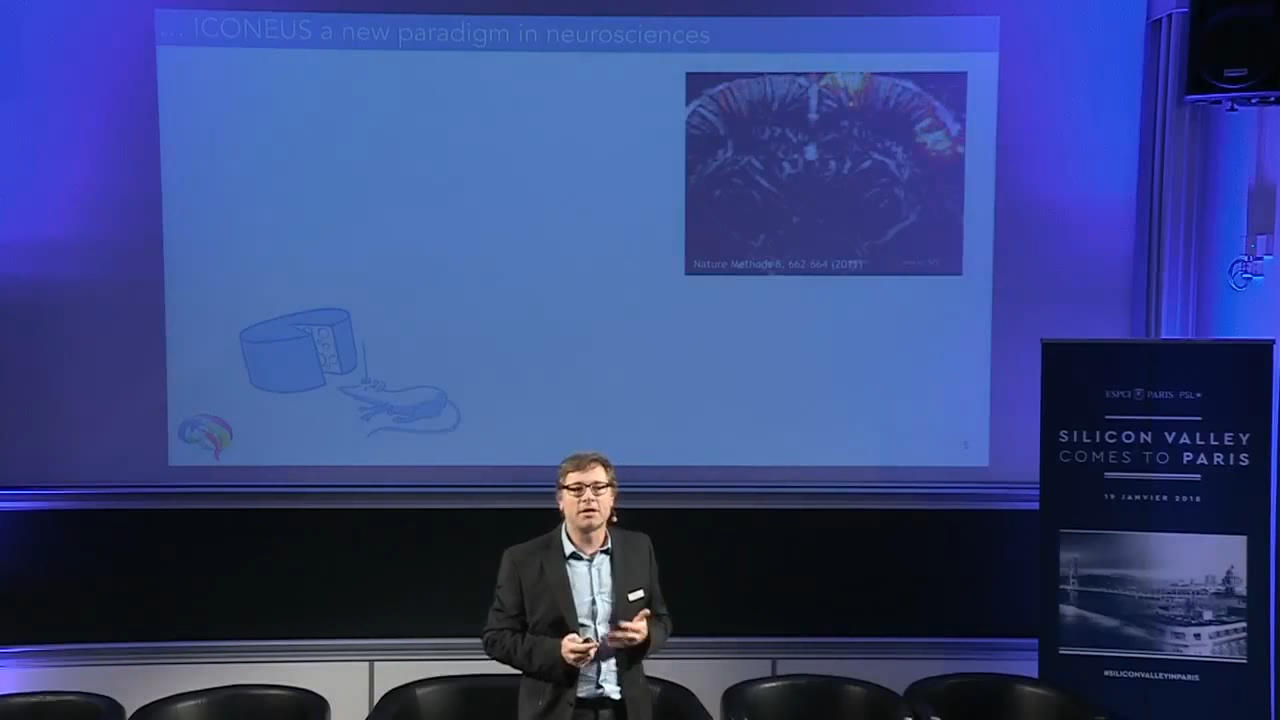 ... ICONEUS a new paradigm in neurosciences
Nature Methods 8, 662-664 (2011)
5
ESPCI PARIS PSL★
SILICON VALLEY
COMES TO PARIS
19 JANVIER 2018
#SILICONVALLEYINPARIS